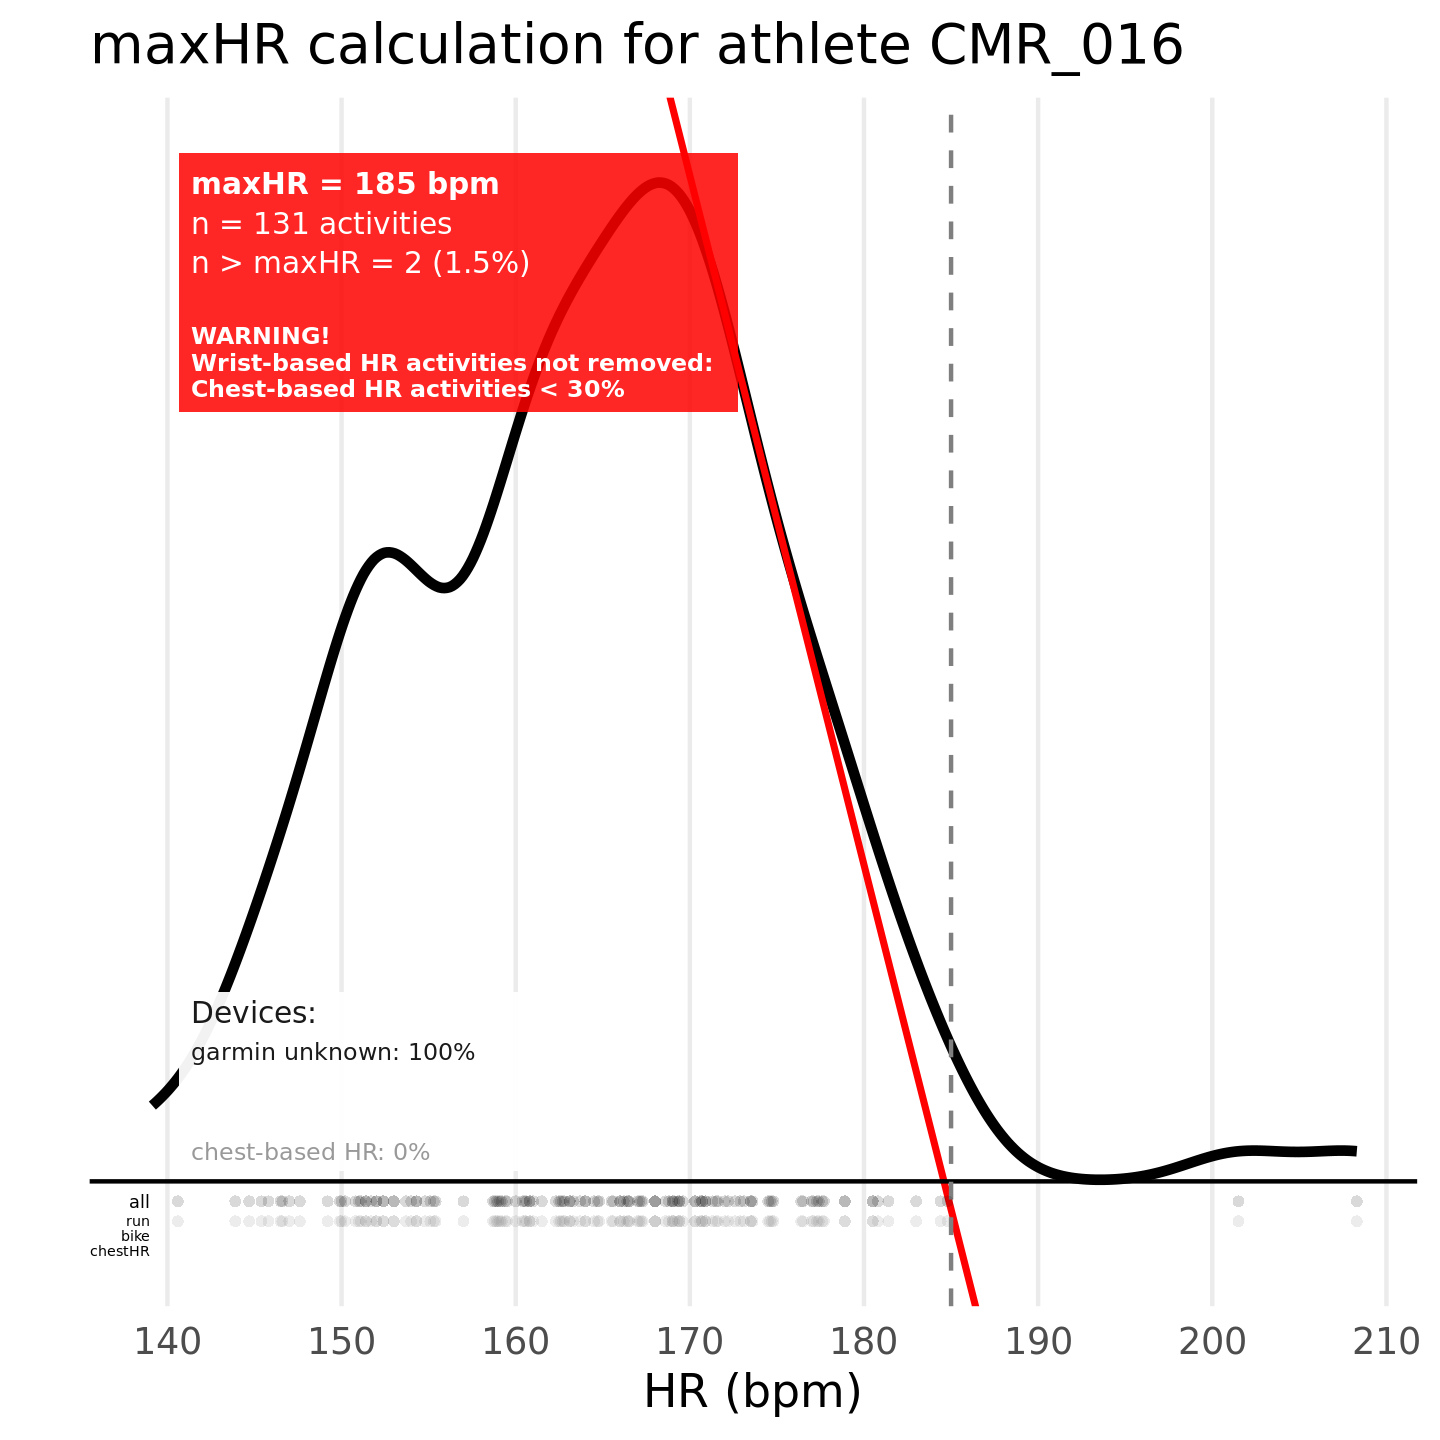 maxHR calculation for athlete CMR_016
maxHR = 185 bpm
n = 131 activities
n > maxHR = 2 (1.5%)
WARNING!
Wrist-based HR activities not removed:
Chest-based HR activities < 30%
Devices:
garmin unknown: 100%
chest-based HR: 0%
all
run
bike
chestHR
140 150 160 170 180 190 200 210
HR (bpm)